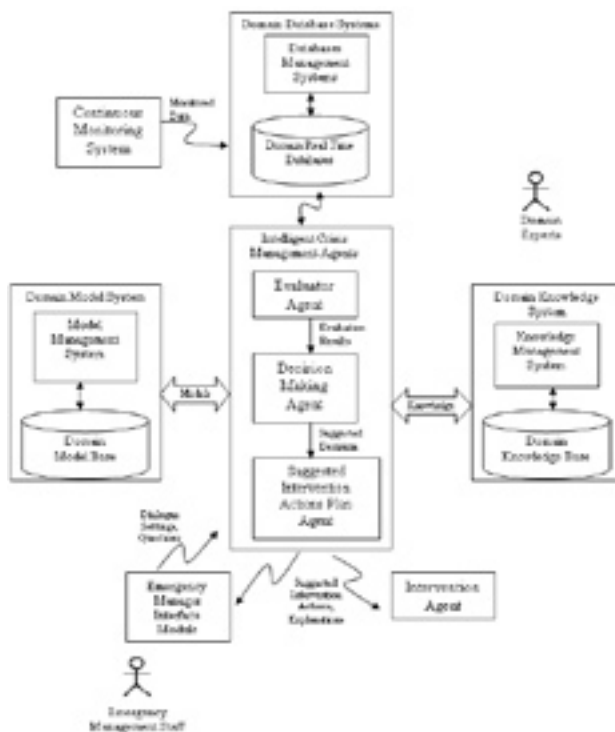 Domain Database Systems
Databases
Management
Systems
Monitored
Data
Continuous
Monitoring
System
Domain Real Time
Databases
Domain
Experts
Intelligent Crisis
Management Agents
Evaluator
Agent
Evaluation
Results
Domain Model System
Model
Management
System
Domain Knowledge
System
Knowledge
Management
System
Decision
Making
Agent
Models
Knowledge
Suggested
Decisions
Domain
Model Base
Domain
Knowledge Base
Suggested
Intervention
Actions Plan
Agent
Dialogue
Settings,
Questions
Emergency
Manager
Interface
Module
Suggested
Intervention
Actions,
Explanations
Intervention
Agent
Emergency
Management Staff